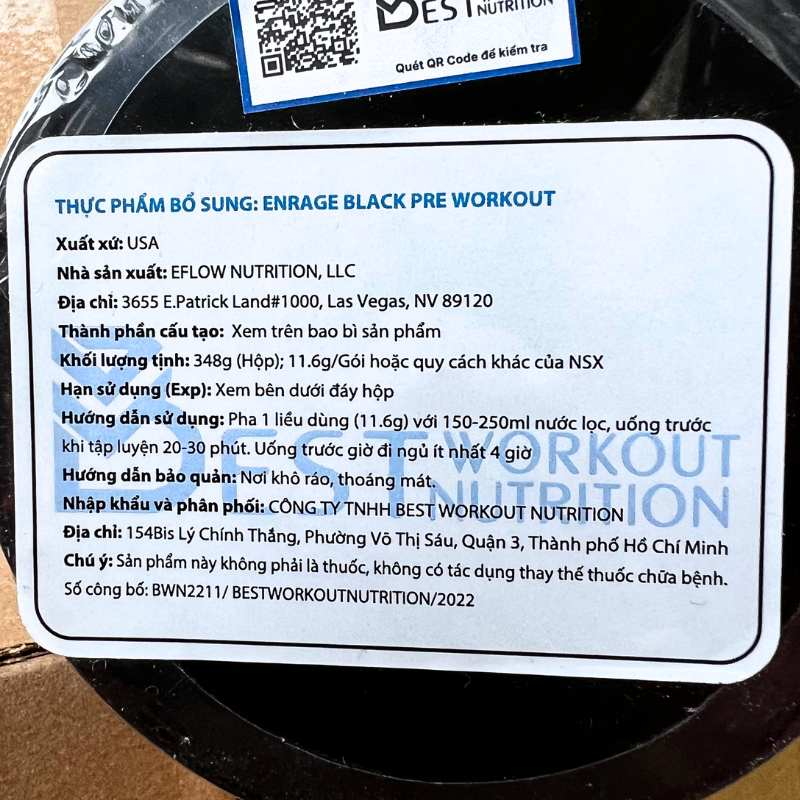 BEST NUTRITION
Quét QR Code để kiểm tra
THỰC PHẨM BỔ SUNG: ENRAGE BLACK PRE WORKOUT
Xuất xứ: USA
Nhà sản xuất: EFLOW NUTRITION, LLC
Địa chỉ: 3655 E.Patrick Land#1000, Las Vegas, NV 89120
Thành phần cấu tạo: Xem trên bao bì sản phẩm
Khối lượng tịnh: 348g (Hộp); 11.6g/Gói hoặc quy cách khác của NSX
Hạn sử dụng (Exp): Xem bên dưới đáy hộp
Hướng dẫn sử dụng: Pha 1 liều dùng (11.6g) với 150-250ml nước lọc, uống trước
khi tập luyện 20-30 phút. Uống trước giờ đi ngủ ít nhất 4 giờ
Hướng dẫn bảo quản: Nơi khô ráo, thoáng mát.
Nhập khẩu và phân phối: CÔNG TY TNHH BEST WORKOUT NUTRITION
Địa chỉ: 154Bis Lý Chính Thắng, Phường Võ Thị Sáu, Quận 3, Thành phố Hồ Chí Minh
Chú ý: Sản phẩm này không phải là thuốc, không có tác dụng thay thế thuốc chữa bệnh.
Số công bố: BWN2211/ BESTWORKOUTNUTRITION/2022
BEST WORKOUT NUTRITION